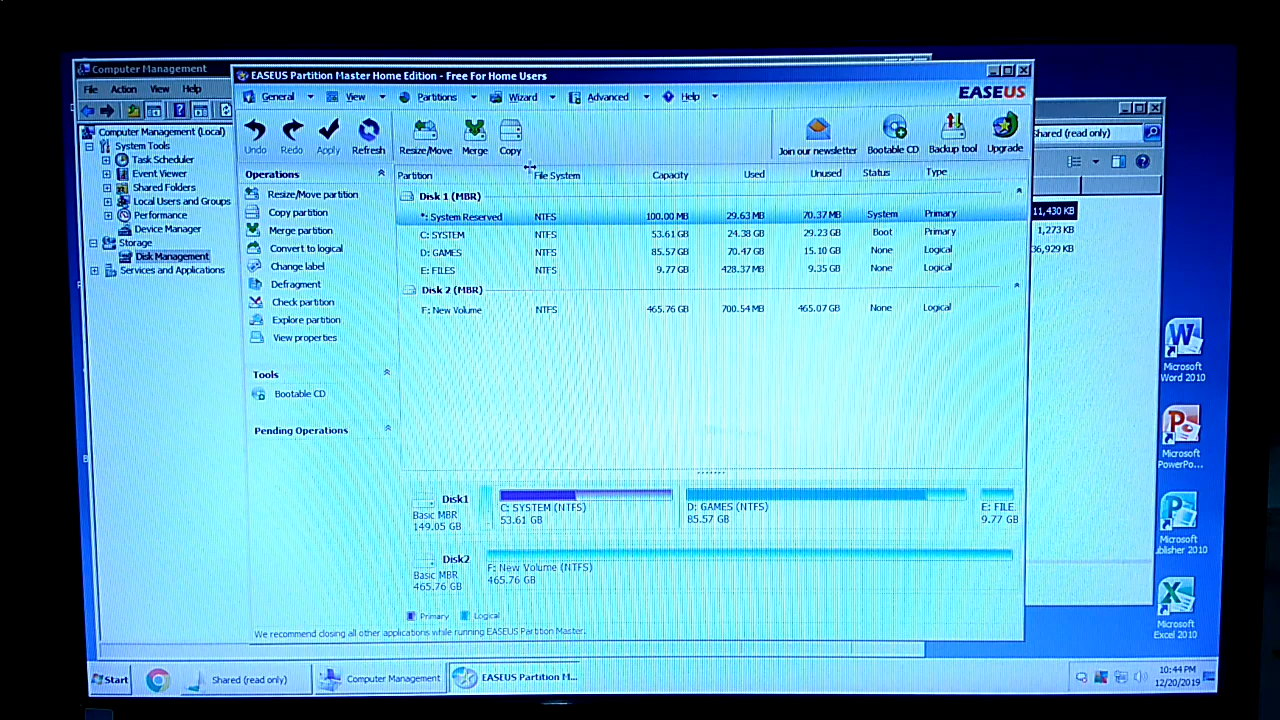 Computer Management
File Action View Help
Computer Management (Local)
System Tools
Task Scheduler
Event Viewer
Shared Folders
Local Users and Groups
Performance
Device Manager
Storage
Disk Management
Services and Applications
EASEUS Partition Master Home Edition - Free For Home Users
General View Partitions Wizard Advanced Help
EASEUS
Undo Redo Apply Refresh Resize/Move Merge Copy Join our newsletter Bootable CD Backup tool Upgrade
Operations
Resize/Move partition
Copy partition
Merge partition
Convert to logical
Change label
Defragment
Check partition
Explore partition
View properties
Tools
Bootable CD
Pending Operations
Partition File System Capacity Used Unused Status Type
Disk 1 (MBR)
*: System Reserved NTFS 100.00 MB 29.63 MB 70.37 MB System Primary
C: SYSTEM NTFS 53.61 GB 24.38 GB 29.23 GB Boot Primary
D: GAMES NTFS 85.57 GB 70.47 GB 15.10 GB None Logical
E: FILES NTFS 9.77 GB 428.37 MB 9.35 GB None Logical
Disk 2 (MBR)
F: New Volume NTFS 465.76 GB 700.54 MB 465.07 GB None Logical
Disk1
Basic MBR
149.05 GB
C: SYSTEM (NTFS)
53.61 GB
D: GAMES (NTFS)
85.57 GB
E: FILE
9.77 GB
Disk2
Basic MBR
465.76 GB
F: New Volume (NTFS)
465.76 GB
Primary Logical
We recommend closing all other applications while running EASEUS Partition Master.
Shared (read only)
11,430 KB
1,273 KB
36,929 KB
Microsoft
Word 2010
Microsoft
PowerPo...
Microsoft
Publisher 2010
Microsoft
Excel 2010
Start Shared (read only) Computer Management EASEUS Partition M...
10:44 PM
12/20/2019